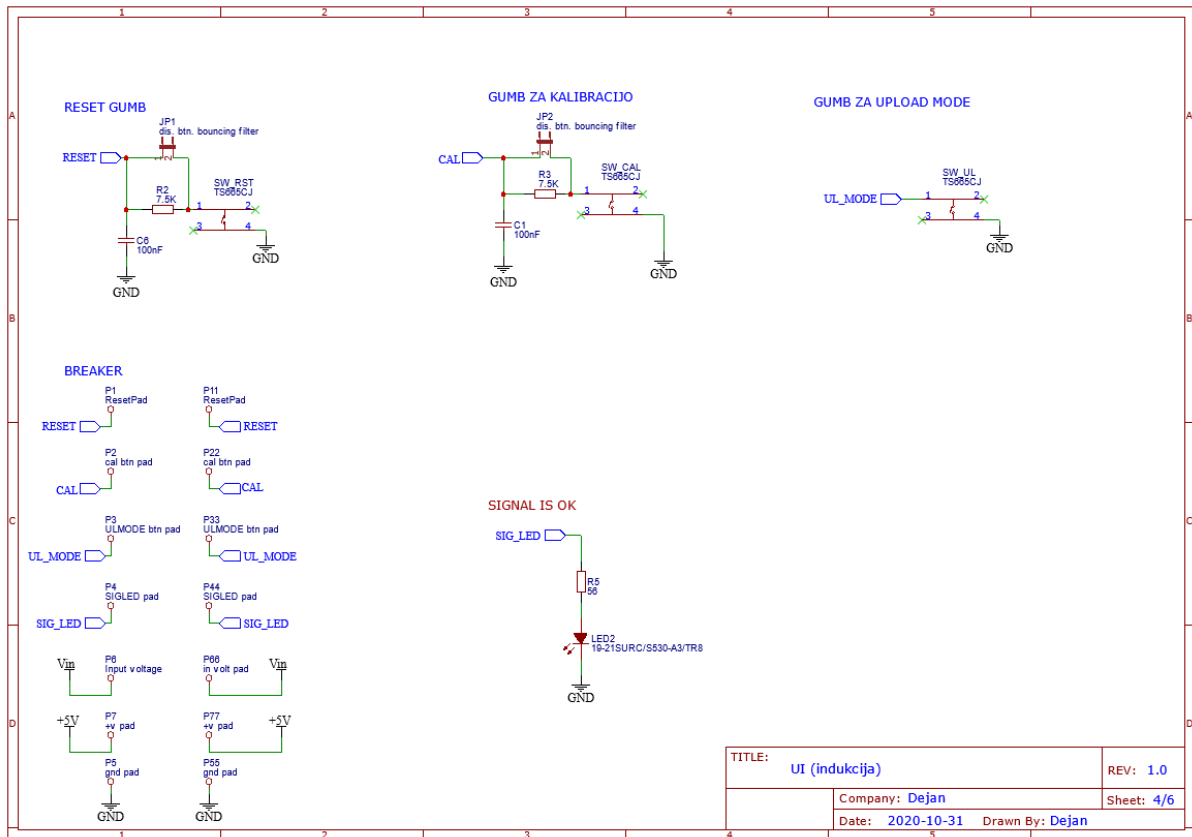 1 2 3 4 5
A A
B B
C C
D D
1 2 3 4 5
RESET GUMB
JP1
dis. btn. bouncing filter
RESET
1 2
R2
7.5K
SW_RST
TS665CJ
1 2
3 4
C6
100nF
GND
GND
GUMB ZA KALIBRACIJO
JP2
dis. btn. bouncing filter
CAL
1 2
R3
7.5K
SW_CAL
TS665CJ
1 2
3 4
C1
100nF
GND
GND
GUMB ZA UPLOAD MODE
SW_UL
TS665CJ
UL_MODE
1 2
3 4
GND
BREAKER
P1
ResetPad
RESET
P11
ResetPad
RESET
P2
cal btn pad
CAL
P22
cal btn pad
CAL
P3
ULMODE btn pad
UL_MODE
P33
ULMODE btn pad
UL_MODE
P4
SIGLED pad
SIG_LED
P44
SIGLED pad
SIG_LED
Vin
P6
Input voltage
P66
in volt pad
Vin
+5V
P7
+v pad
P77
+v pad
+5V
P5
gnd pad
GND
P55
gnd pad
GND
SIGNAL IS OK
SIG_LED
R5
56
LED2
19-21SURC/S530-A3/TR8
GND
TITLE:
UI (indukcija)
REV: 1.0
Company: Dejan
Sheet: 4/6
Date: 2020-10-31 Drawn By: Dejan